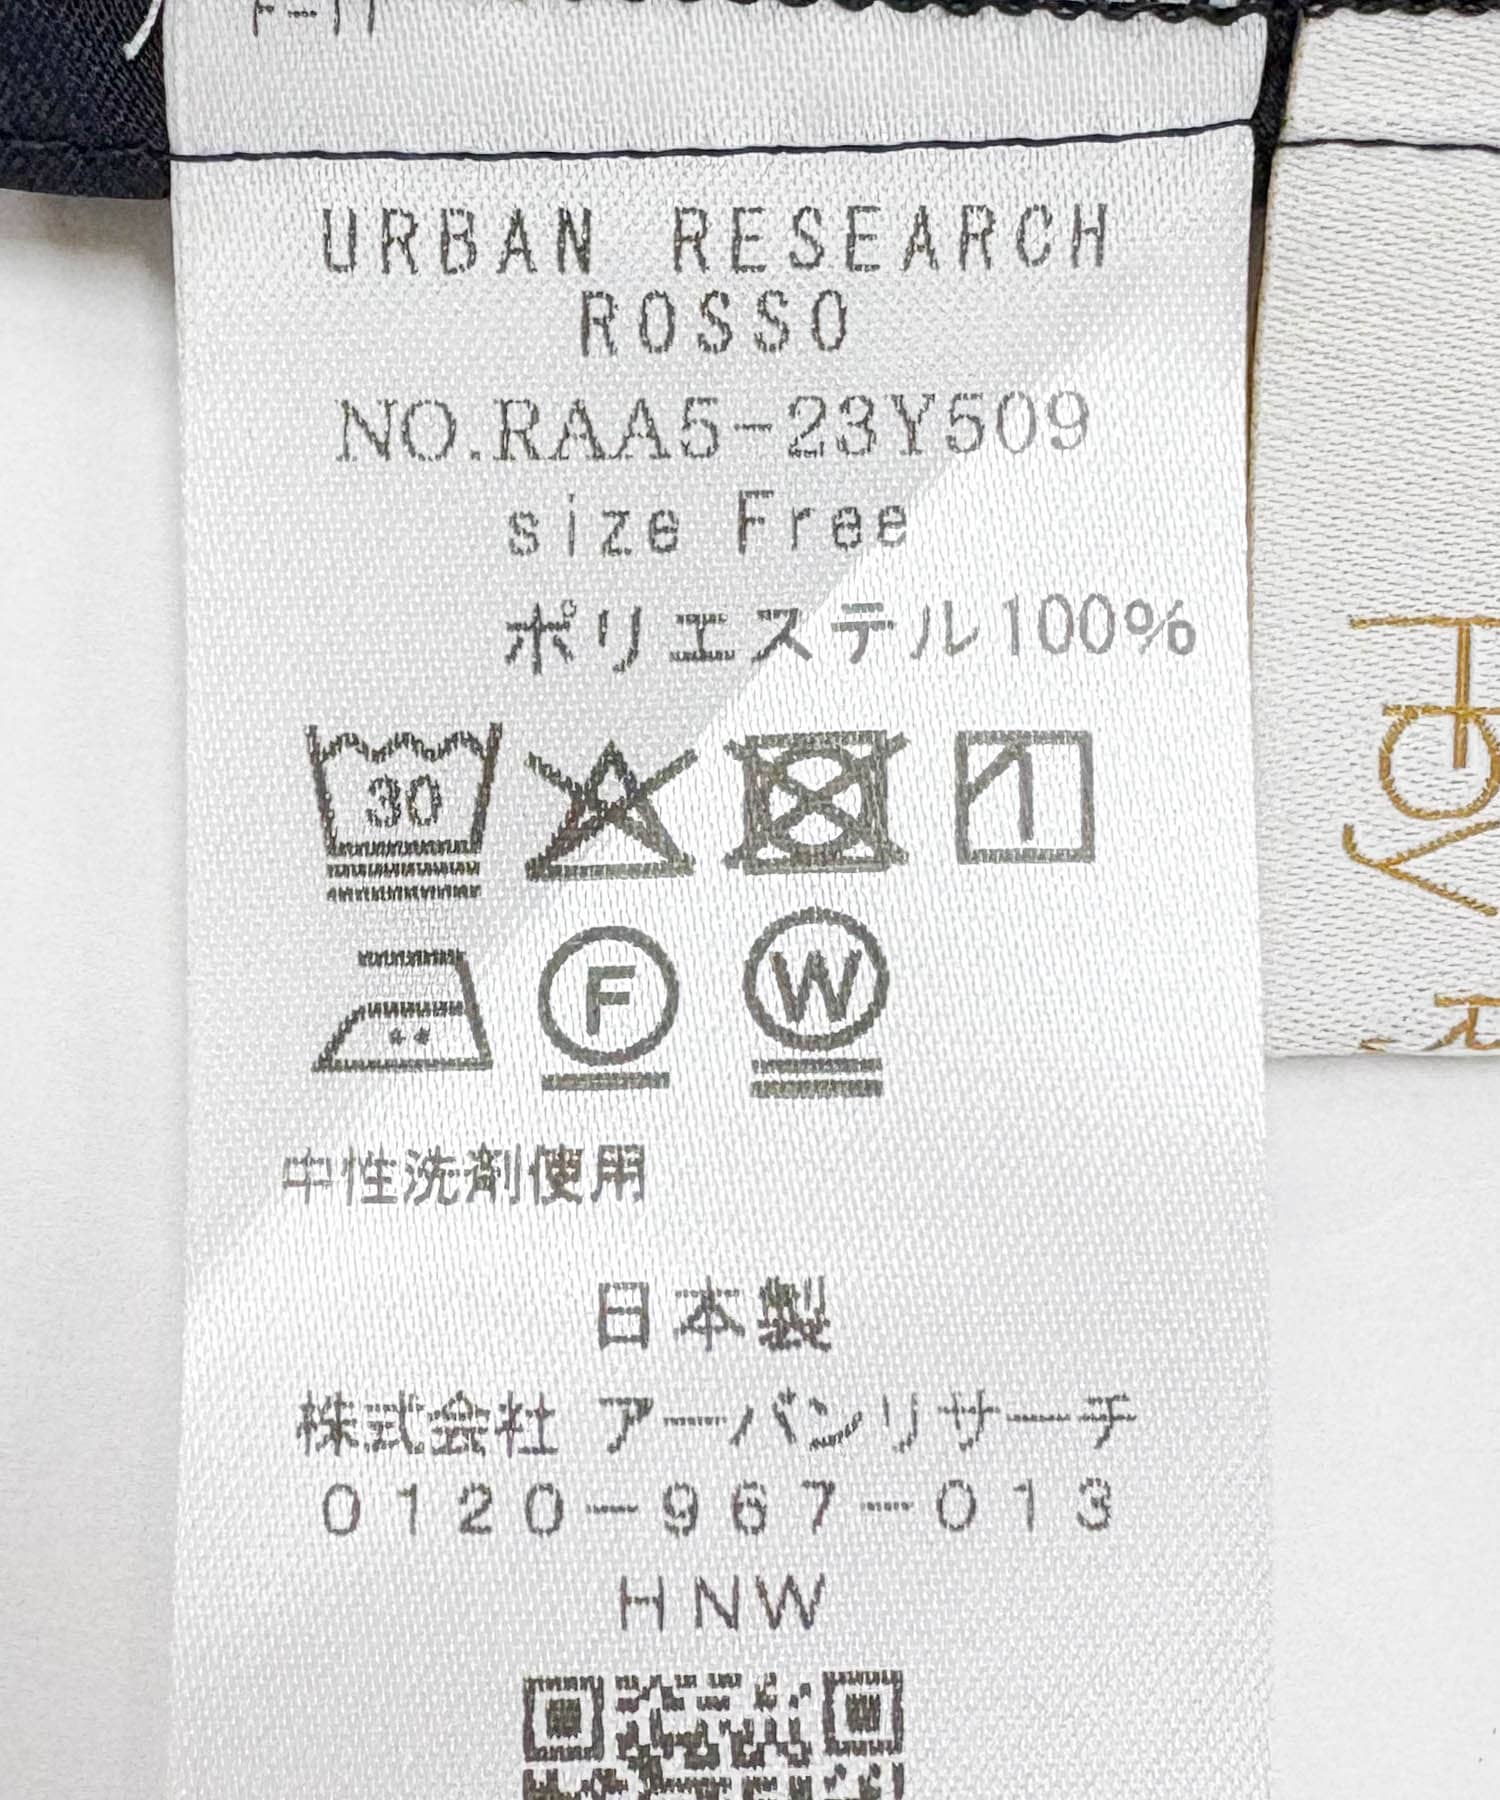 URBAN RESEARCH
ROSSO
NO.RAA5-23Y509
size Free
ポリエステル100%
30
F
W
中性洗剤使用
日本製
株式会社 アーバンリサーチ
0120-967-013
HNW